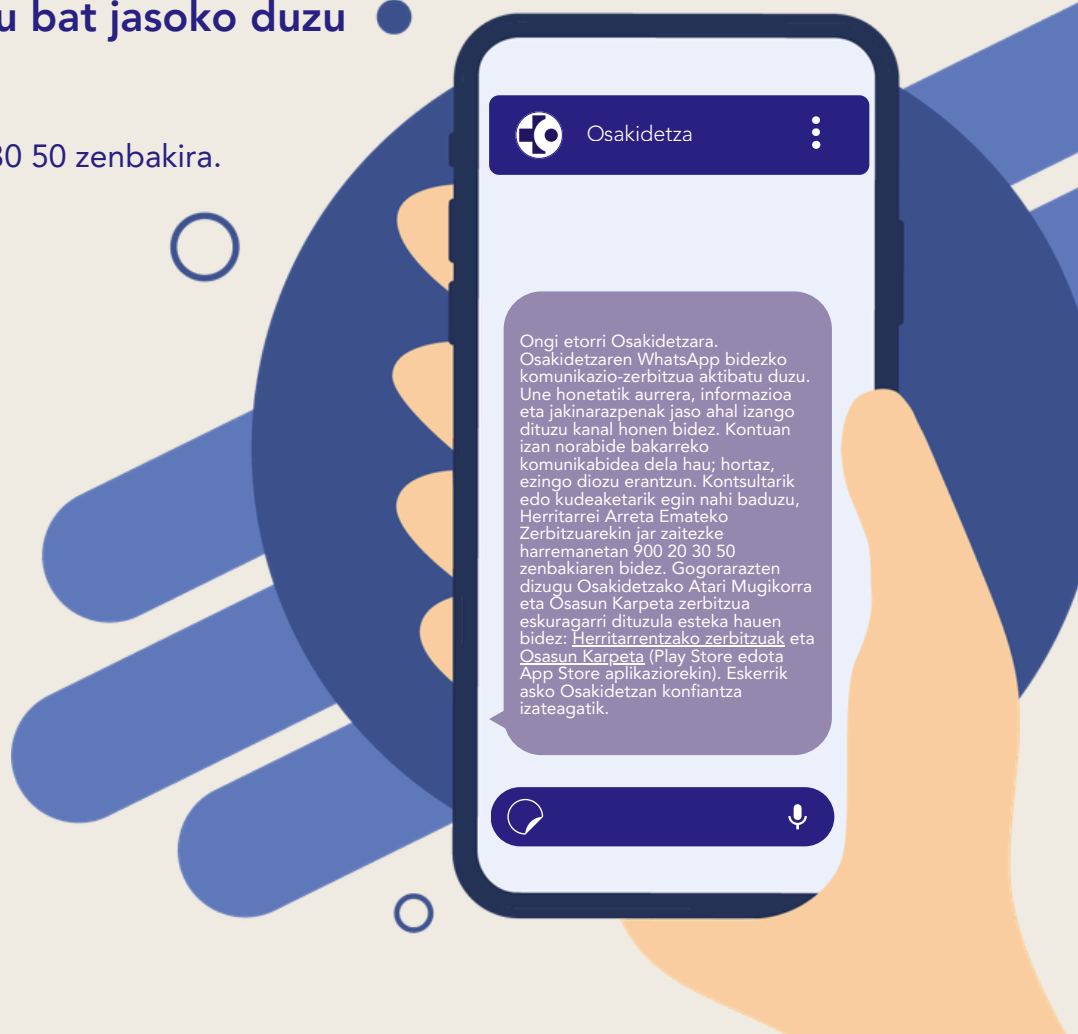 u bat jasoko duzu
30 50 zenbakira.
Osakidetza
Ongi etorri Osakidetzara.
Osakidetzaren WhatsApp bidezko
komunikazio-zerbitzua aktibatu duzu.
Une honetatik aurrera, informazioa
eta jakinarazpenak jaso ahal izango
dituzu kanal honen bidez. Kontuan
izan norabide bakarreko
komunikabidea dela hau; hortaz,
ezingo diozu erantzun. Kontsultarik
edo kudeaketarik egin nahi baduzu,
Herritarrei Arreta Emateko
Zerbitzuarekin jar zaitezke
harremanetan 900 20 30 50
zenbakiaren bidez. Gogorarazten
dizugu Osakidetzako Atari Mugikorra
eta Osasun Karpeta zerbitzua
eskuragarri dituzula esteka hauen
bidez: Herritarrentzako zerbitzuak eta
Osasun Karpeta (Play Store edota
App Store aplikaziorekin). Eskerrik
asko Osakidetzan konfiantza
izateagatik.